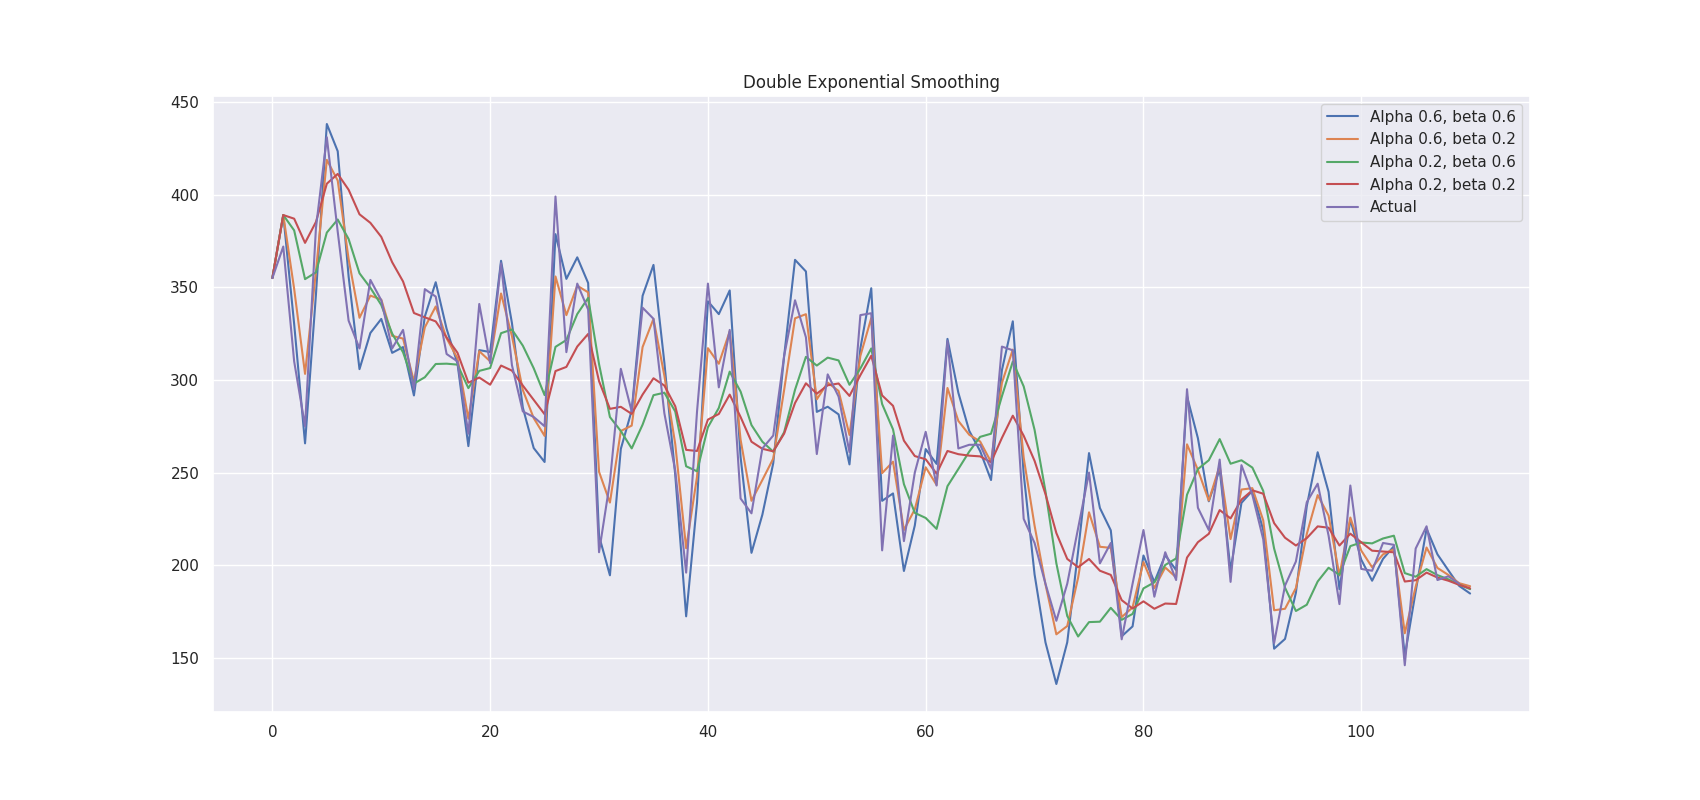 Double Exponential Smoothing
450
400
350
300
250
200
150
0
20
40
60
80
100
Alpha 0.6, beta 0.6
Alpha 0.6, beta 0.2
Alpha 0.2, beta 0.6
Alpha 0.2, beta 0.2
Actual